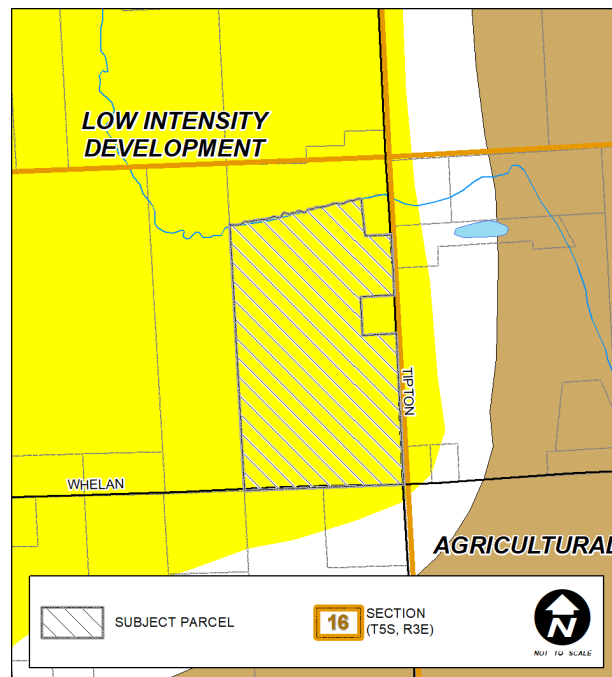 LOW INTENSITY
DEVELOPMENT
TIPTON
WHELAN
AGRICULTURAL
SUBJECT PARCEL
16
SECTION
(T5S, R3E)
N
NOT TO SCALE